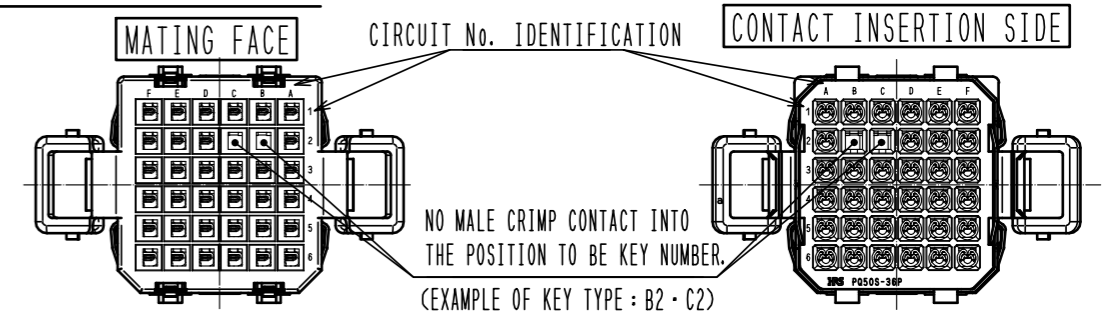 MATING FACE
CIRCUIT No. IDENTIFICATION
CONTACT INSERTION SIDE
F E D C B A
1
2
3
4
5
6
A B C D E F
1
2
3
4
5
6
a
NO MALE CRIMP CONTACT INTO
THE POSITION TO BE KEY NUMBER.
(EXAMPLE OF KEY TYPE : B2 · C2)
HRS PQ50S-36P